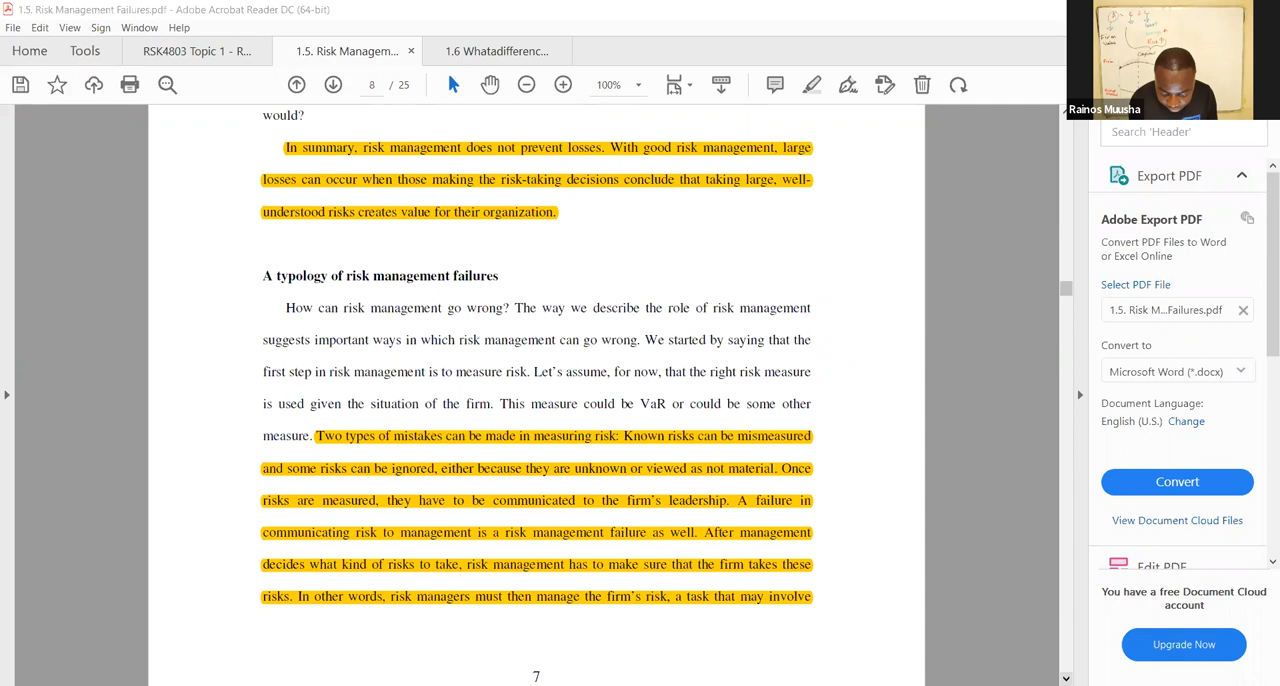 1.5. Risk Management Failures.pdf - Adobe Acrobat Reader DC (64-bit)
File Edit View Sign Window Help
Home Tools RSK4803 Topic 1 - R... 1.5. Risk Managem... × 1.6 Whatadifferenc...
8 / 25 100%
Rainos Muusha
would?
In summary, risk management does not prevent losses. With good risk management, large
losses can occur when those making the risk-taking decisions conclude that taking large, well-
understood risks creates value for their organization.
A typology of risk management failures
How can risk management go wrong? The way we describe the role of risk management
suggests important ways in which risk management can go wrong. We started by saying that the
first step in risk management is to measure risk. Let's assume, for now, that the right risk measure
is used given the situation of the firm. This measure could be VaR or could be some other
measure. Two types of mistakes can be made in measuring risk: Known risks can be mismeasured
and some risks can be ignored, either because they are unknown or viewed as not material. Once
risks are measured, they have to be communicated to the firm's leadership. A failure in
communicating risk to management is a risk management failure as well. After management
decides what kind of risks to take, risk management has to make sure that the firm takes these
risks. In other words, risk managers must then manage the firm's risk, a task that may involve
7
Search 'Header'
Export PDF
Adobe Export PDF
Convert PDF Files to Word
or Excel Online
Select PDF File
1.5. Risk M...Failures.pdf
Convert to
Microsoft Word (*.docx)
Document Language:
English (U.S.) Change
Convert
View Document Cloud Files
Edit PDF
You have a free Document Cloud
account
Upgrade Now